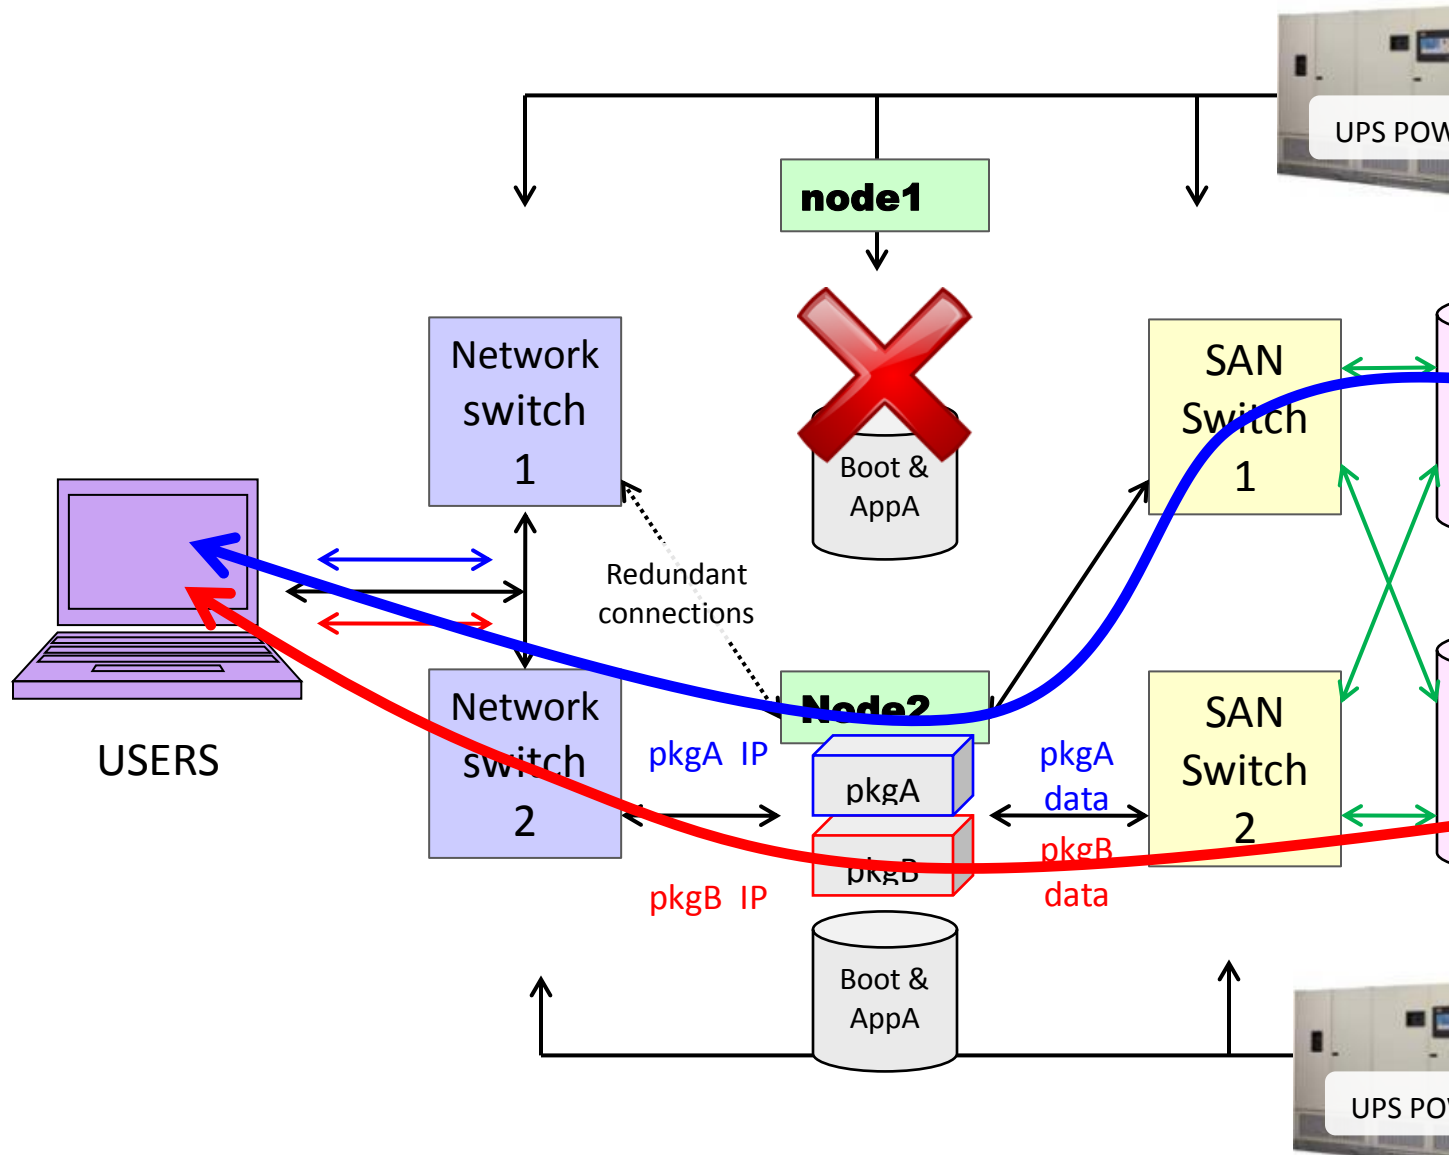 UPS POW
node1
Network
switch
1
SAN
Switch
1
Boot &
AppA
Redundant
connections
USERS
Network
switch
2
Node2
pkgA IP
pkgA
pkgA
data
SAN
Switch
2
pkgB IP
pkgB
pkgB
data
Boot &
AppA
UPS POW